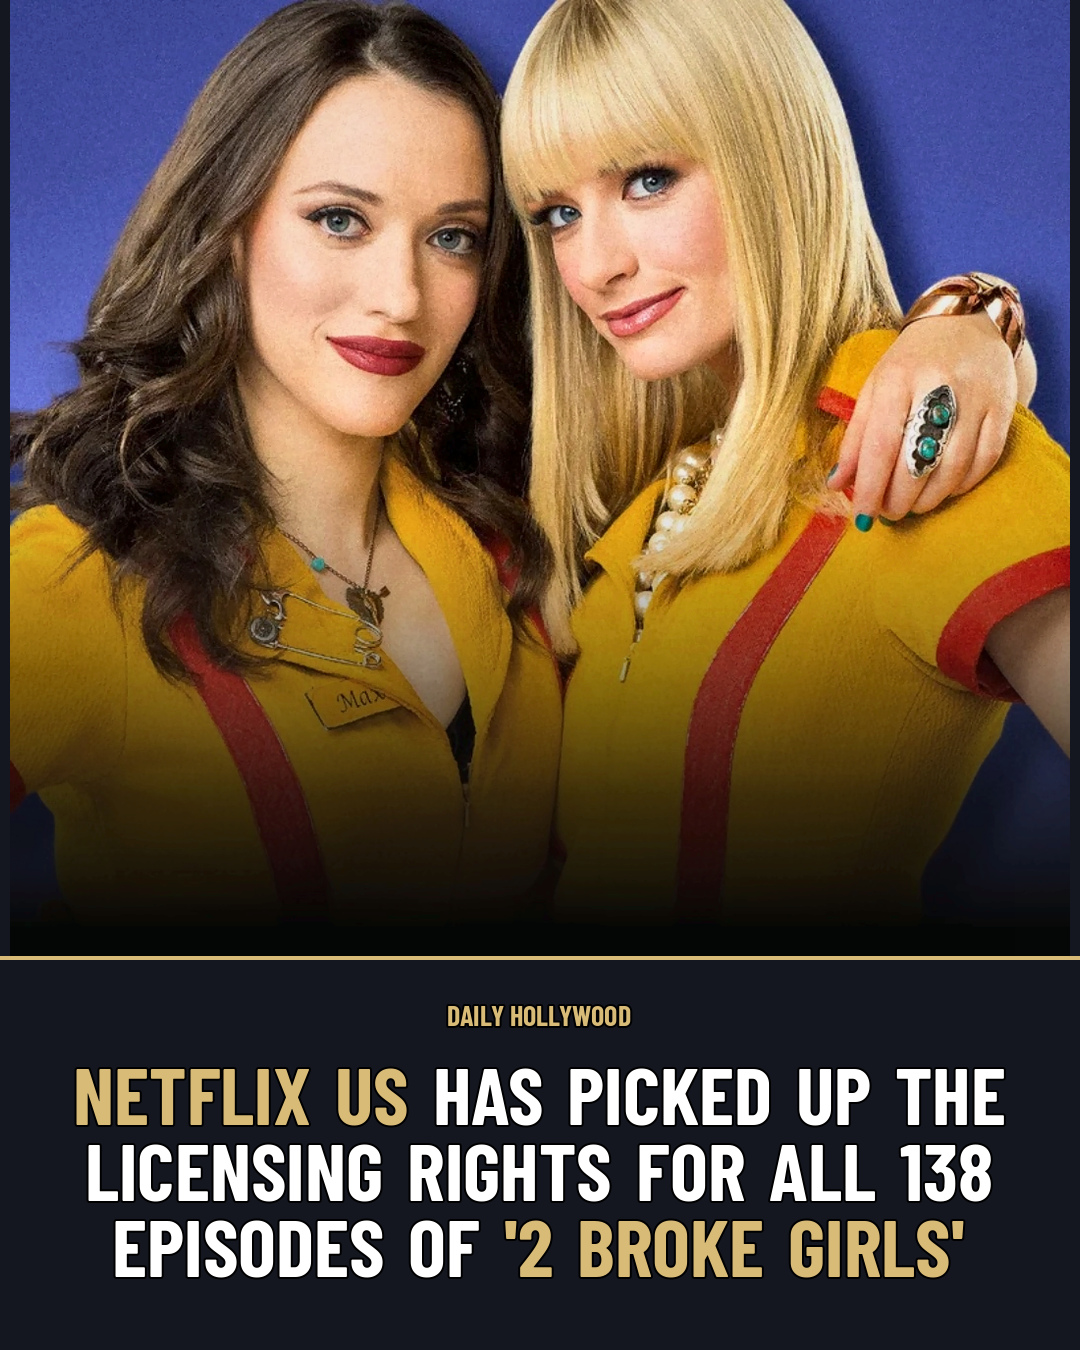 Max
DAILY HOLLYWOOD
NETFLIX US HAS PICKED UP THE
LICENSING RIGHTS FOR ALL 138
EPISODES OF '2 BROKE GIRLS'